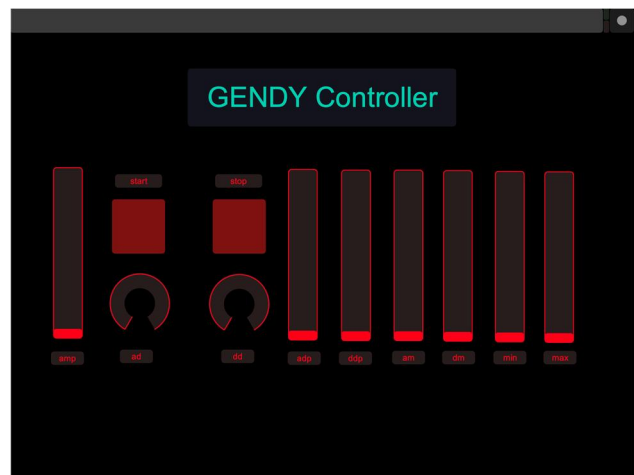 GENDY Controller
start
stop
amp
ad
dd
adp
ddp
am
dm
min
max